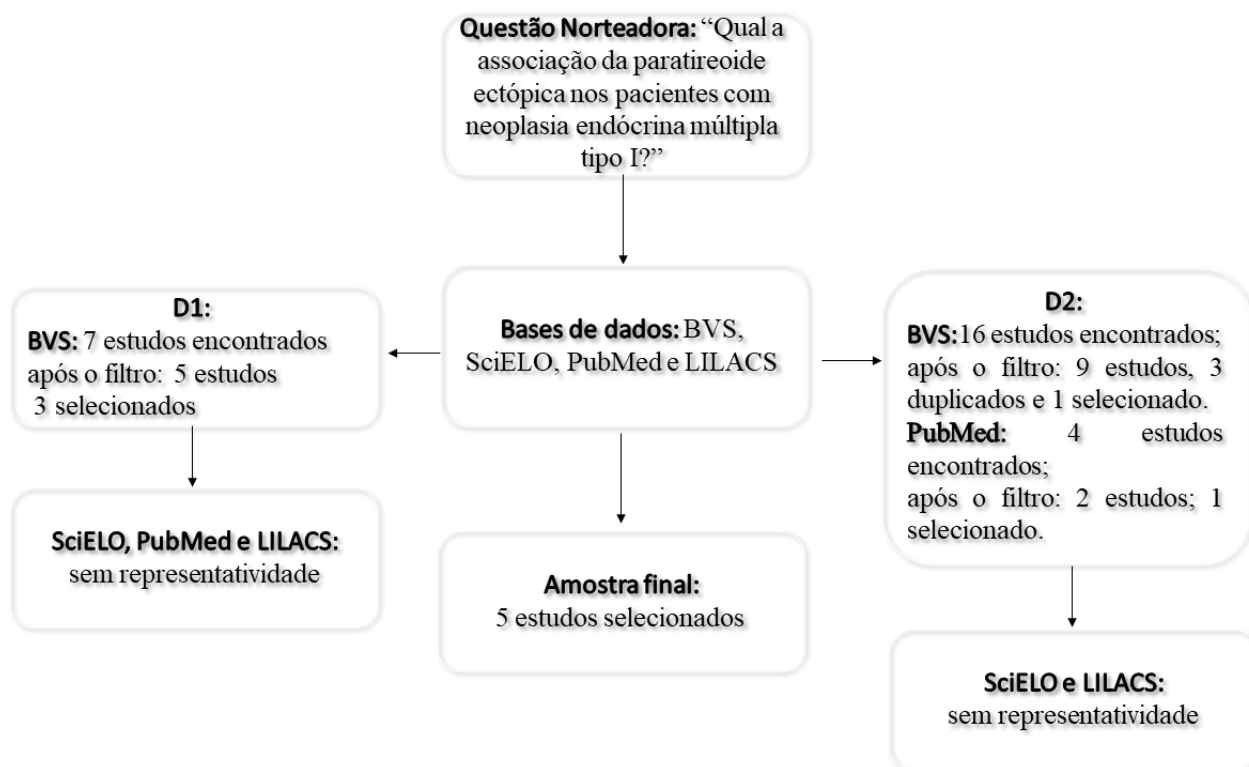 Questão Norteadora: “Qual a
associação da paratireoide
ectópica nos pacientes com
neoplasia endócrina múltipla
tipo I?”
Bases de dados: BVS,
SciELO, PubMed e LILACS
D1:
BVS: 7 estudos encontrados
após o filtro: 5 estudos
3 selecionados
SciELO, PubMed e LILACS:
sem representatividade
Amostra final:
5 estudos selecionados
D2:
BVS:16 estudos encontrados;
após o filtro: 9 estudos, 3
duplicados e 1 selecionado.
PubMed: 4 estudos
encontrados;
após o filtro: 2 estudos; 1
selecionado.
SciELO e LILACS:
sem representatividade